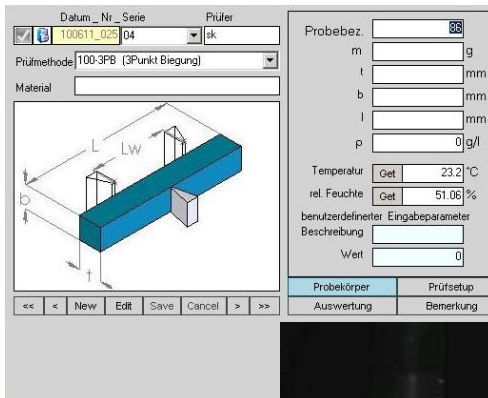 Datum _ Nr _ Serie Prüfer
100611_025 04 sk
Prüfmethode 100-3PB (3Punkt Biegung)
Material
L
Lw
b
t
<< < New Edit Save Cancel > >>
Probebez. 86
m g
t mm
b mm
l mm
ρ 0 g/l
Temperatur Get 23.2 °C
rel. Feuchte Get 51.06 %
benutzerdefinerter Eingabeparameter
Beschreibung
Wert 0
Probekörper Prüfsetup
Auswertung Bemerkung